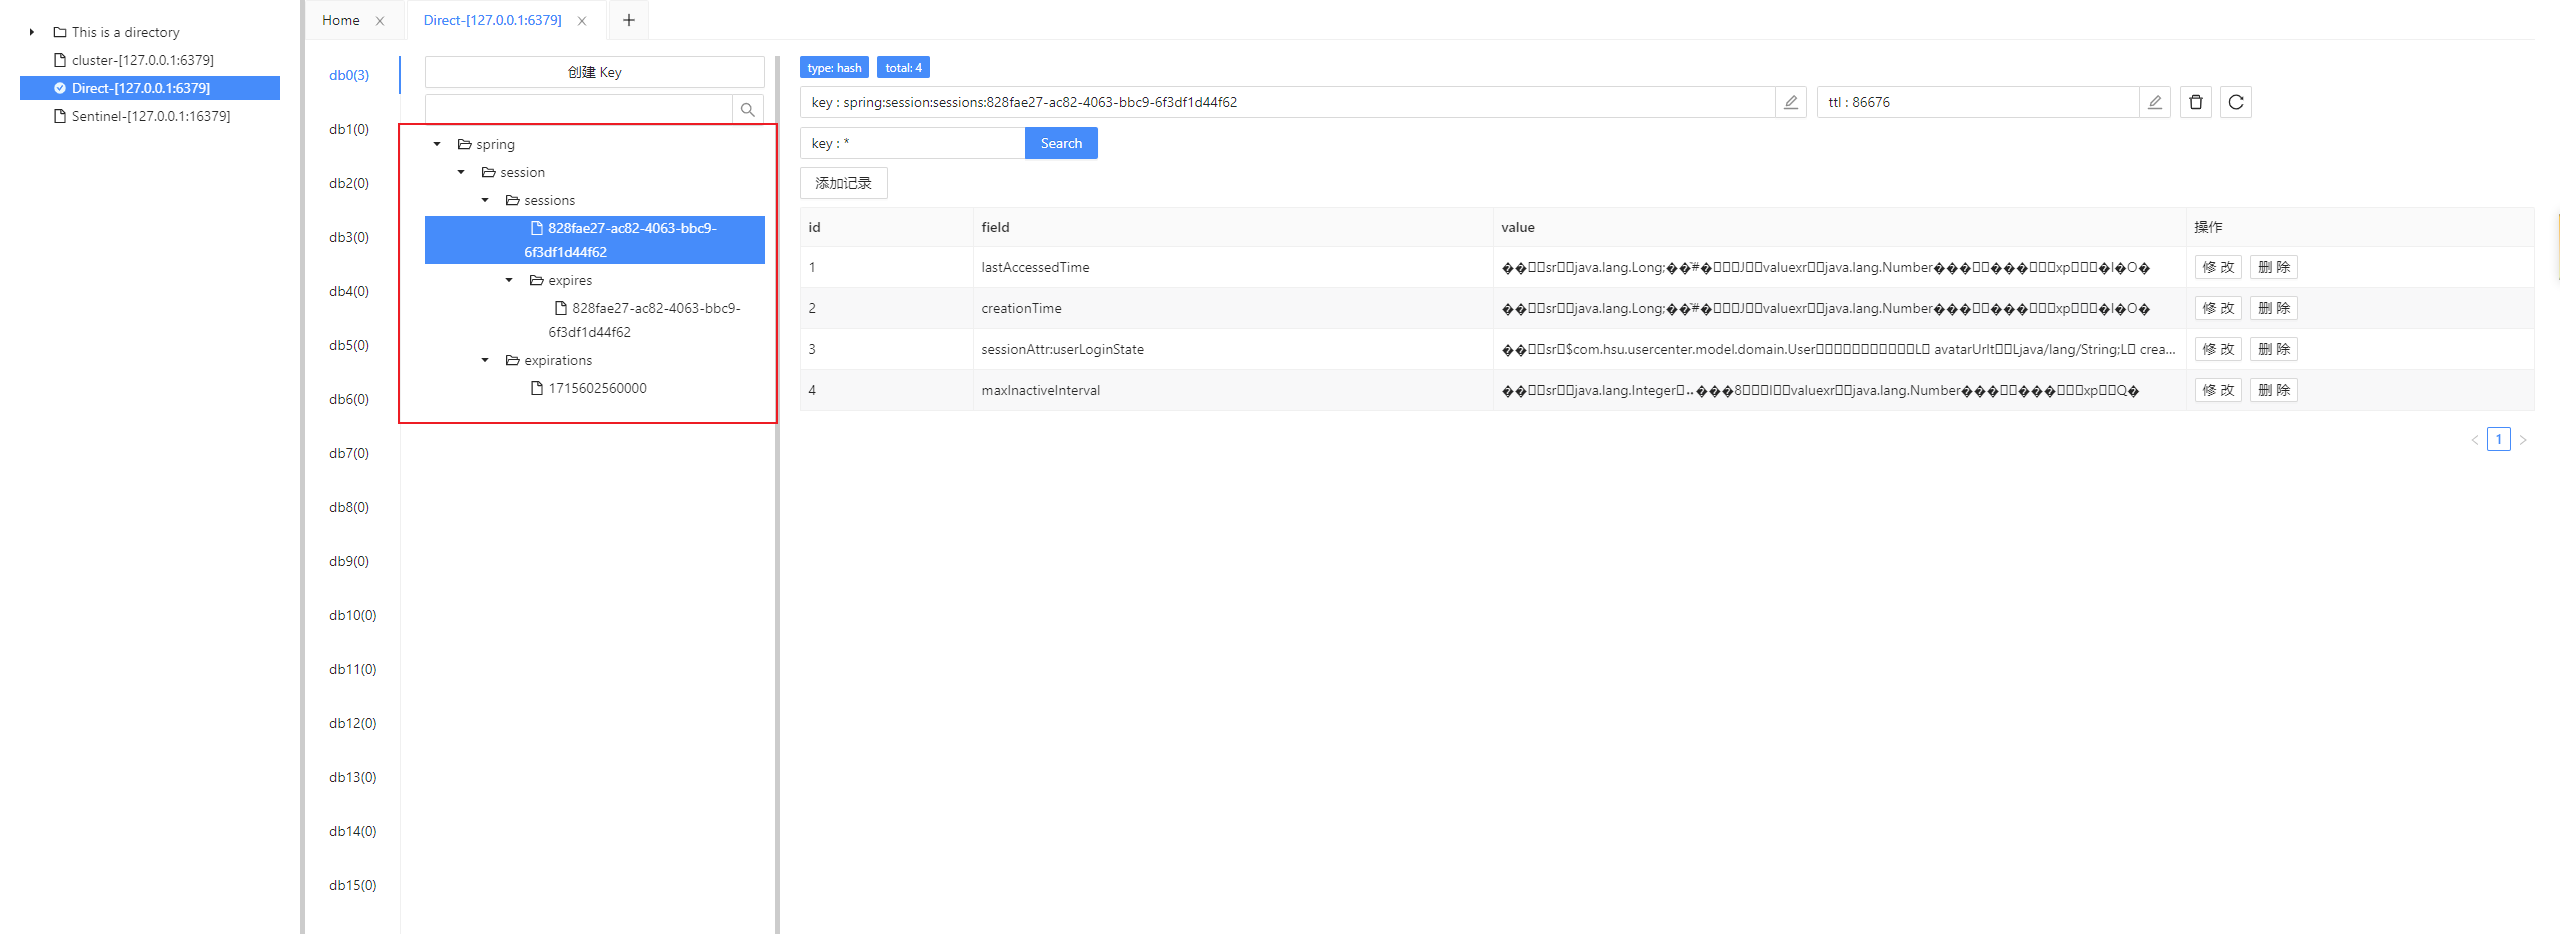 This is a directory
cluster-[127.0.0.1:6379]
Direct-[127.0.0.1:6379]
Sentinel-[127.0.0.1:16379]
Home
Direct-[127.0.0.1:6379]
db0(3)
db1(0)
db2(0)
db3(0)
db4(0)
db5(0)
db6(0)
db7(0)
db8(0)
db9(0)
db10(0)
db11(0)
db12(0)
db13(0)
db14(0)
db15(0)
创建 Key
spring
session
sessions
828fae27-ac82-4063-bbc9-
6f3df1d44f62
expires
828fae27-ac82-4063-bbc9-
6f3df1d44f62
expirations
1715602560000
type: hash total: 4
key : spring:session:sessions:828fae27-ac82-4063-bbc9-6f3df1d44f62 ttl : 86676
key : * Search
添加记录
id field value 操作
1 lastAccessedTime ��▯▯sr▯▯java.lang.Long;��̃#�▯▯▯J▯▯valuexr▯▯java.lang.Number���▯▯���▯▯▯xp▯▯▯�I�O� 修 改 删 除
2 creationTime ��▯▯sr▯▯java.lang.Long;��̃#�▯▯▯J▯▯valuexr▯▯java.lang.Number���▯▯���▯▯▯xp▯▯▯�I�O� 修 改 删 除
3 sessionAttr:userLoginState ��▯▯sr▯$com.hsu.usercenter.model.domain.User▯▯▯▯▯▯▯▯▯▯▯L▯ avatarUrlt▯▯Ljava/lang/String;L▯ crea... 修 改 删 除
4 maxInactiveInterval ��▯▯sr▯▯java.lang.Integer▯⠤���8▯▯▯I▯▯valuexr▯▯java.lang.Number���▯▯���▯▯▯xp▯▯Q� 修 改 删 除
1